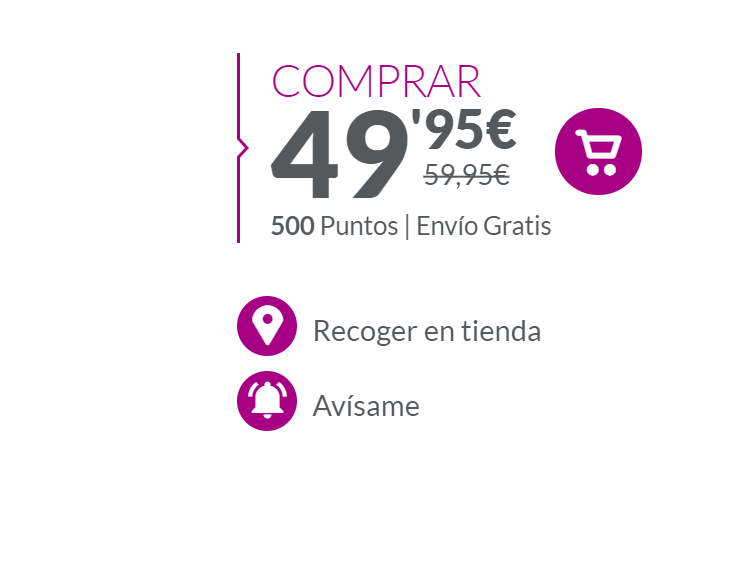 COMPRAR
49'95€
59,95€
500 Puntos | Envío Gratis
Recoger en tienda
Avísame